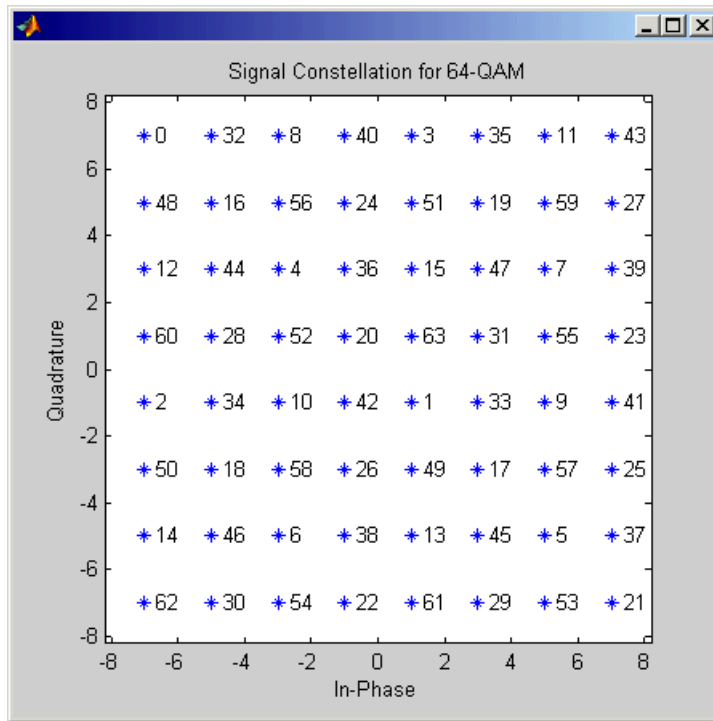 Signal Constellation for 64-QAM
8
0 32 8 40 3 35 11 43
6
48 16 56 24 51 19 59 27
4
12 44 4 36 15 47 7 39
2
60 28 52 20 63 31 55 23
0
2 34 10 42 1 33 9 41
-2
50 18 58 26 49 17 57 25
-4
14 46 6 38 13 45 5 37
-6
62 30 54 22 61 29 53 21
-8
Quadrature
-8 -6 -4 -2 0 2 4 6 8
In-Phase